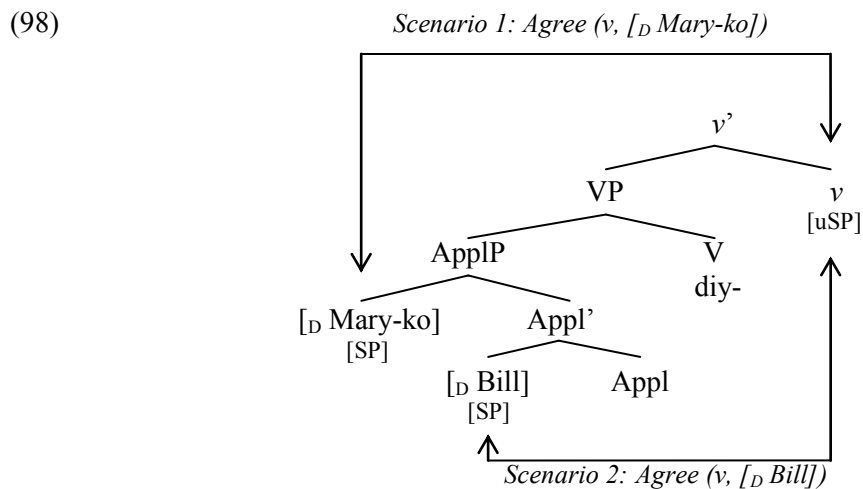 (98)
Scenario 1: Agree (v, [D Mary-ko])
v’
VP
v
[uSP]
ApplP
V
diy-
[D Mary-ko]
[SP]
Appl’
[D Bill]
[SP]
Appl
Scenario 2: Agree (v, [D Bill])